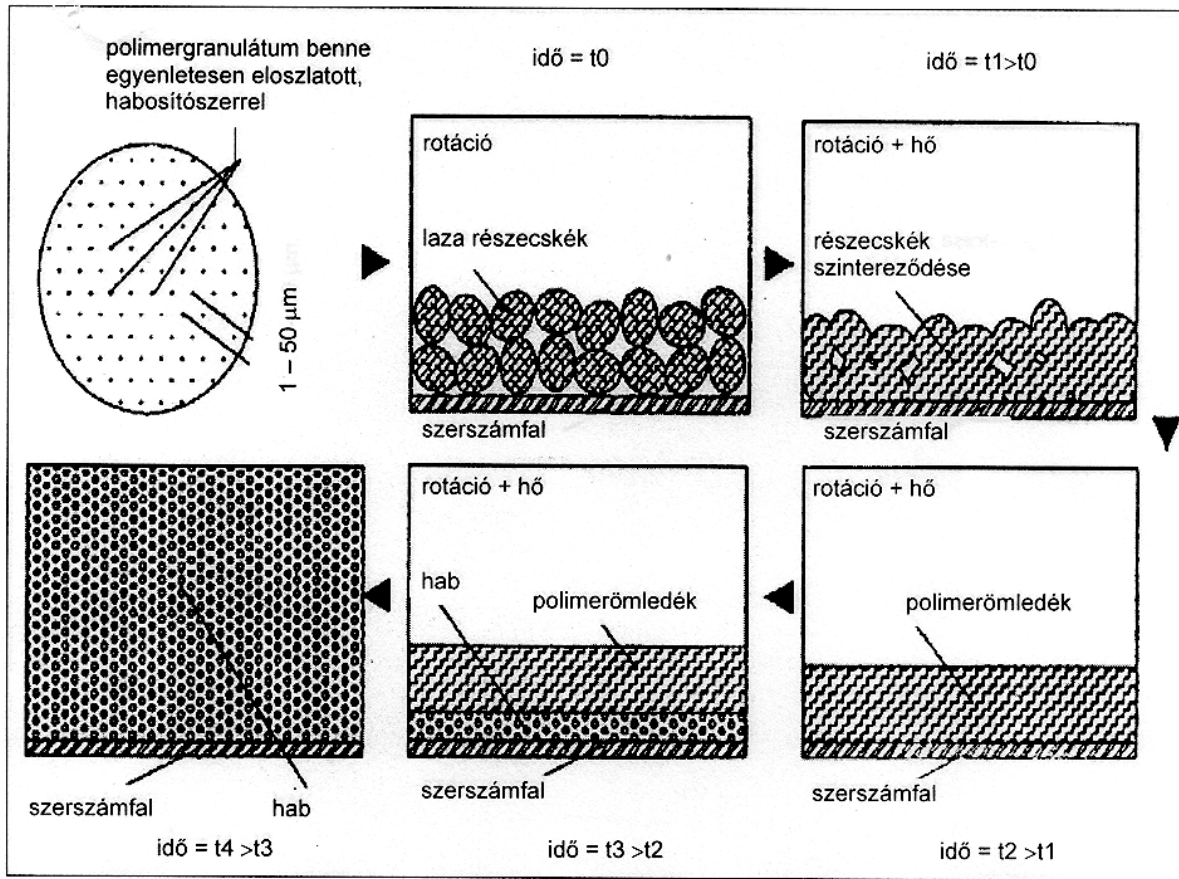 polimergranulátum benne
egyenletesen eloszlatott,
habosítószerrel
1 – 50 µm
idő = t0
rotáció
laza részecskék
szerszámfal
idő = t1>t0
rotáció + hő
részecskék
szintereződése
szerszámfal
rotáció + hő
polimerömledék
szerszámfal
idő = t2 >t1
rotáció + hő
hab
polimerömledék
szerszámfal
idő = t3 >t2
szerszámfal
hab
idő = t4 >t3